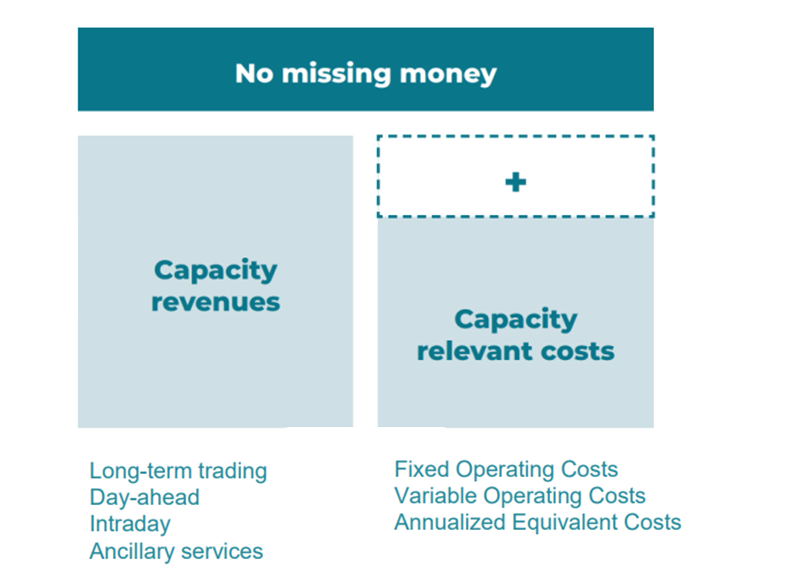 No missing money
+
Capacity
revenues
Capacity
relevant costs
Long-term trading
Day-ahead
Intraday
Ancillary services
Fixed Operating Costs
Variable Operating Costs
Annualized Equivalent Costs